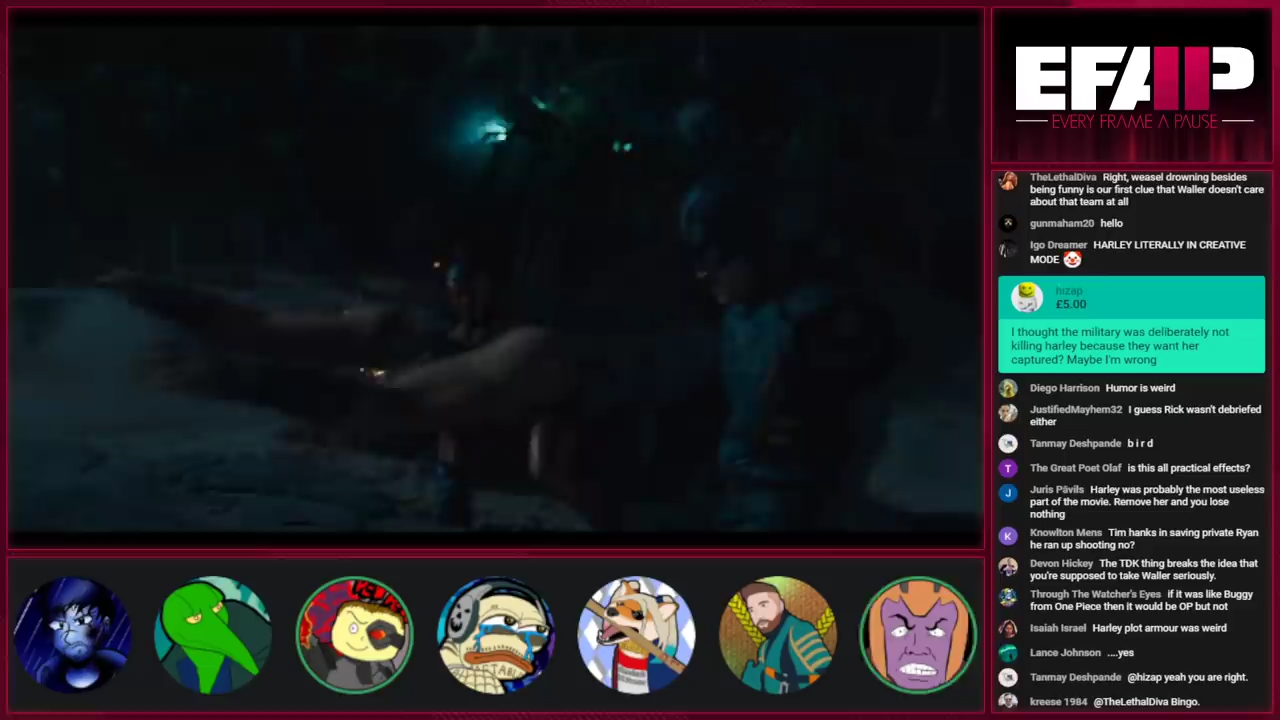 EFAP
EVERY FRAME A PAUSE
TheLethalDiva Right, weasel drowning besides
being funny is our first clue that Waller doesn't care
about that team at all
gunmaham20 hello
Igo Dreamer HARLEY LITERALLY IN CREATIVE
MODE 🤡
hizap
£5.00
I thought the military was deliberately not
killing harley because they want her
captured? Maybe I'm wrong
Diego Harrison Humor is weird
JustifiedMayhem32 I guess Rick wasn't debriefed
either
Tanmay Deshpande b i r d
T
The Great Poet Olaf is this all practical effects?
J
Juris Pāvils Harley was probably the most useless
part of the movie. Remove her and you lose
nothing
K
Knowlton Mens Tim hanks in saving private Ryan
he ran up shooting no?
Devon Hickey The TDK thing breaks the idea that
you're supposed to take Waller seriously.
Through The Watcher's Eyes if it was like Buggy
from One Piece then it would be OP but not
Isaiah Israel Harley plot armour was weird
Lance Johnson ....yes
Tanmay Deshpande @hizap yeah you are right.
kreese 1984 @TheLethalDiva Bingo.